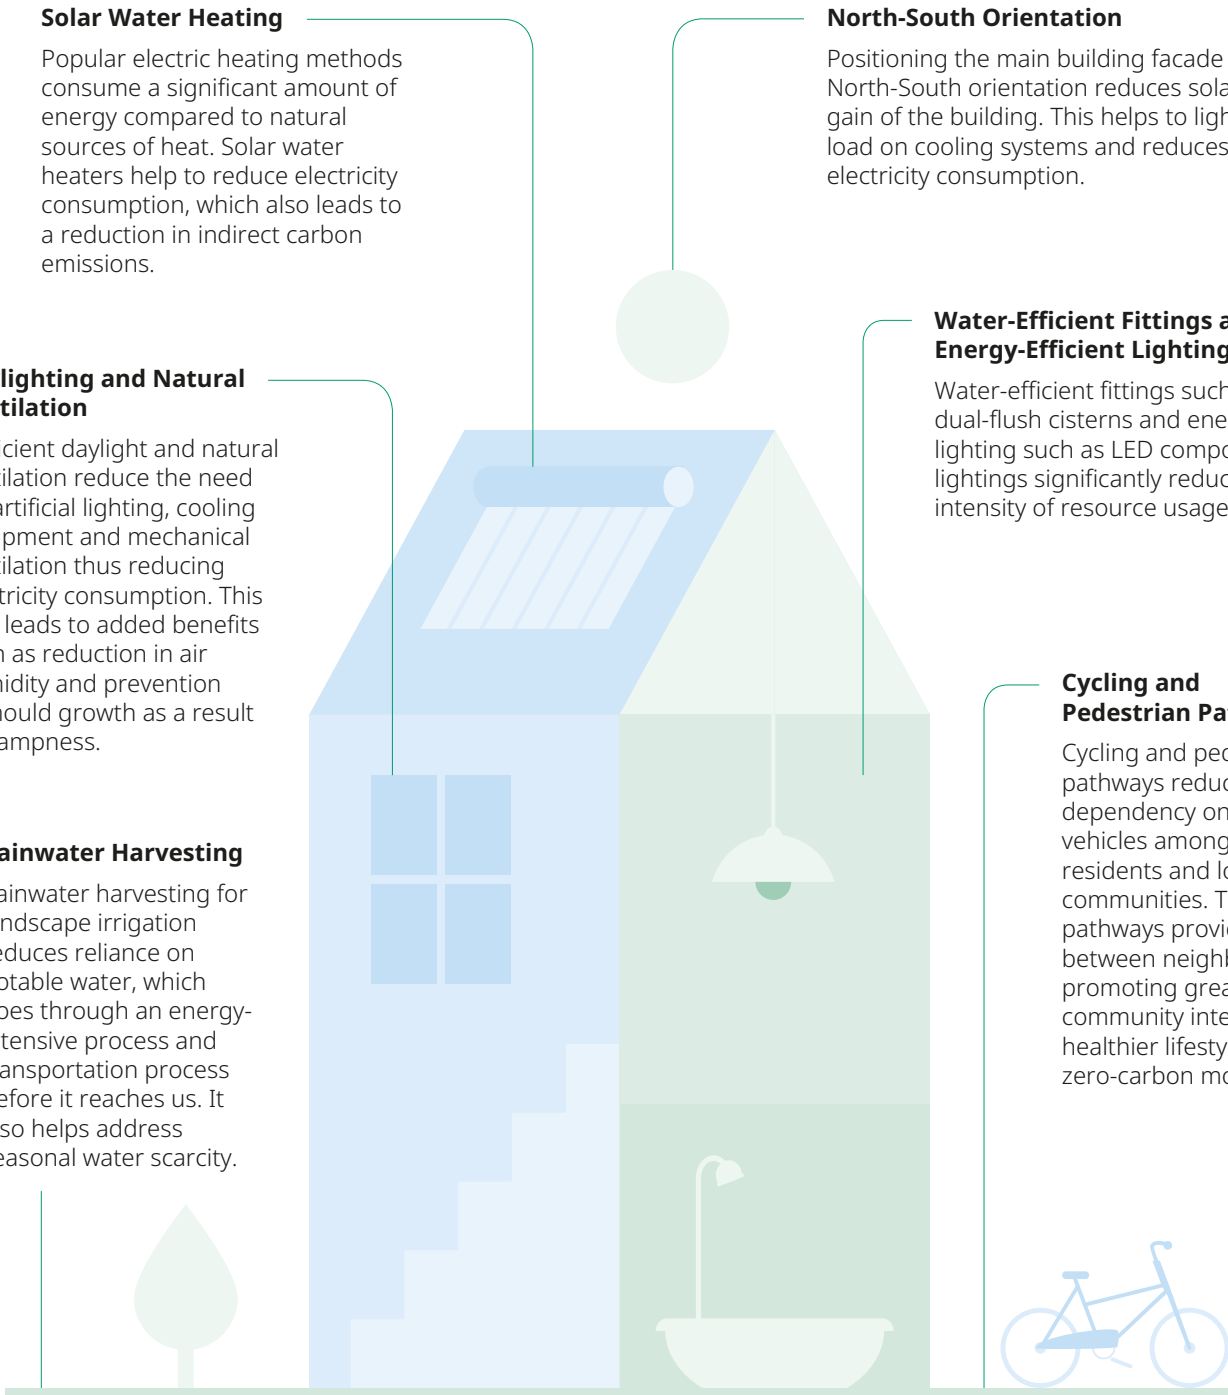 Solar Water Heating
Popular electric heating methods
consume a significant amount of
energy compared to natural
sources of heat. Solar water
heaters help to reduce electricity
consumption, which also leads to
a reduction in indirect carbon
emissions.
North-South Orientation
Positioning the main building facade
North-South orientation reduces sola
gain of the building. This helps to ligh
load on cooling systems and reduces
electricity consumption.
lighting and Natural
tilation
icient daylight and natural
tilation reduce the need
artificial lighting, cooling
ipment and mechanical
tilation thus reducing
tricity consumption. This
leads to added benefits
h as reduction in air
nidity and prevention
hould growth as a result
ampness.
Water-Efficient Fittings a
Energy-Efficient Lighting
Water-efficient fittings such
dual-flush cisterns and ene
lighting such as LED compo
lightings significantly reduc
intensity of resource usage
ainwater Harvesting
ainwater harvesting for
ndscape irrigation
educes reliance on
otable water, which
oes through an energy-
tensive process and
ansportation process
efore it reaches us. It
so helps address
easonal water scarcity.
Cycling and
Pedestrian Pa
Cycling and ped
pathways reduc
dependency on
vehicles among
residents and lo
communities. T
pathways provi
between neighb
promoting grea
community inte
healthier lifesty
zero-carbon mo